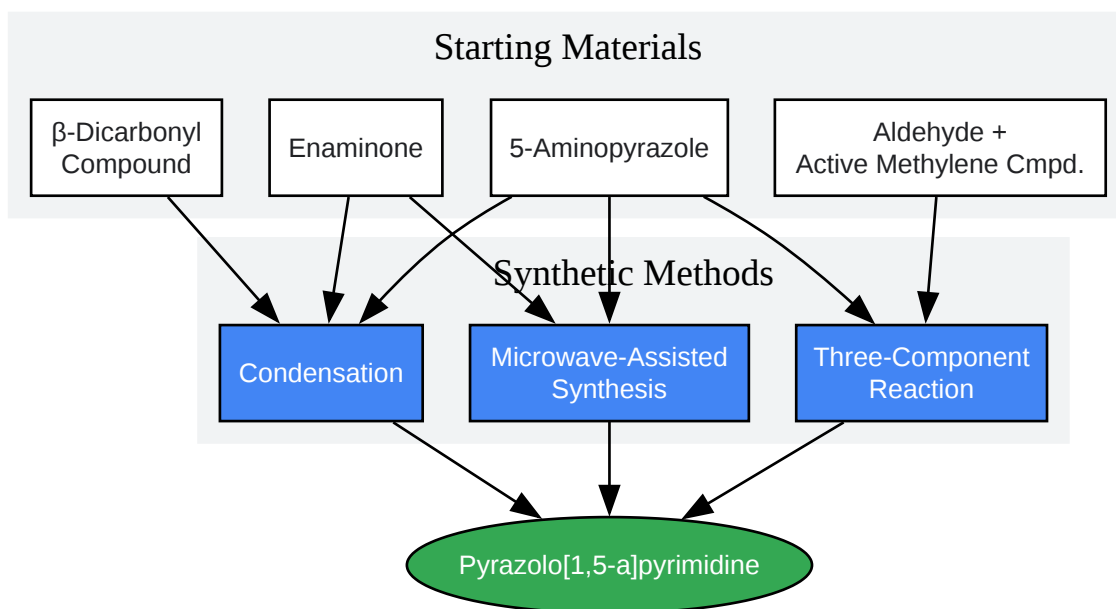 Starting Materials
β-Dicarbonyl
Compound
Enaminone
5-Aminopyrazole
Aldehyde +
Active Methylene Cmpd.
Synthetic Methods
Condensation
Microwave-Assisted
Synthesis
Three-Component
Reaction
Pyrazolo[1,5-a]pyrimidine